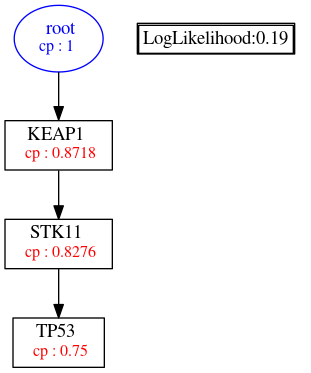 root
cp : 1
LogLikelihood:0.19
KEAP1
cp : 0.8718
STK11
cp : 0.8276
TP53
cp : 0.75